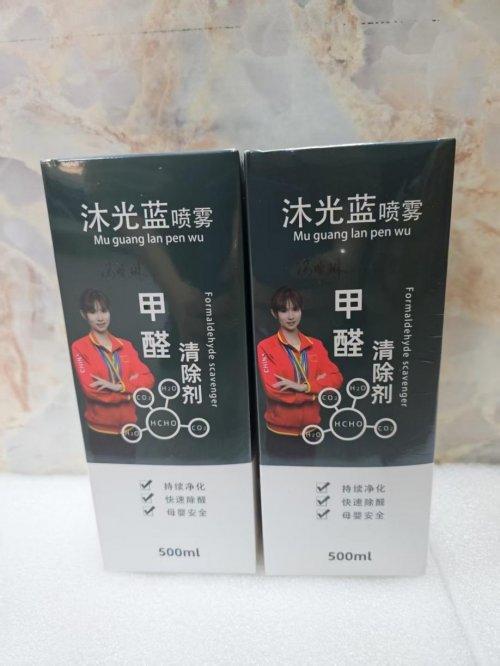 沐光蓝喷雾
Mu guang lan pen wu
甲醛
清除剂
Formaldehyde scavenger
CO₂
H₂O
H₂O
HCHO
CO₂
持续净化
快速除醛
母婴安全
500ml
沐光蓝喷雾
Mu guang lan pen wu
甲醛
清除剂
Formaldehyde scavenger
CO₂
H₂O
H₂O
HCHO
CO₂
持续净化
快速除醛
母婴安全
500ml